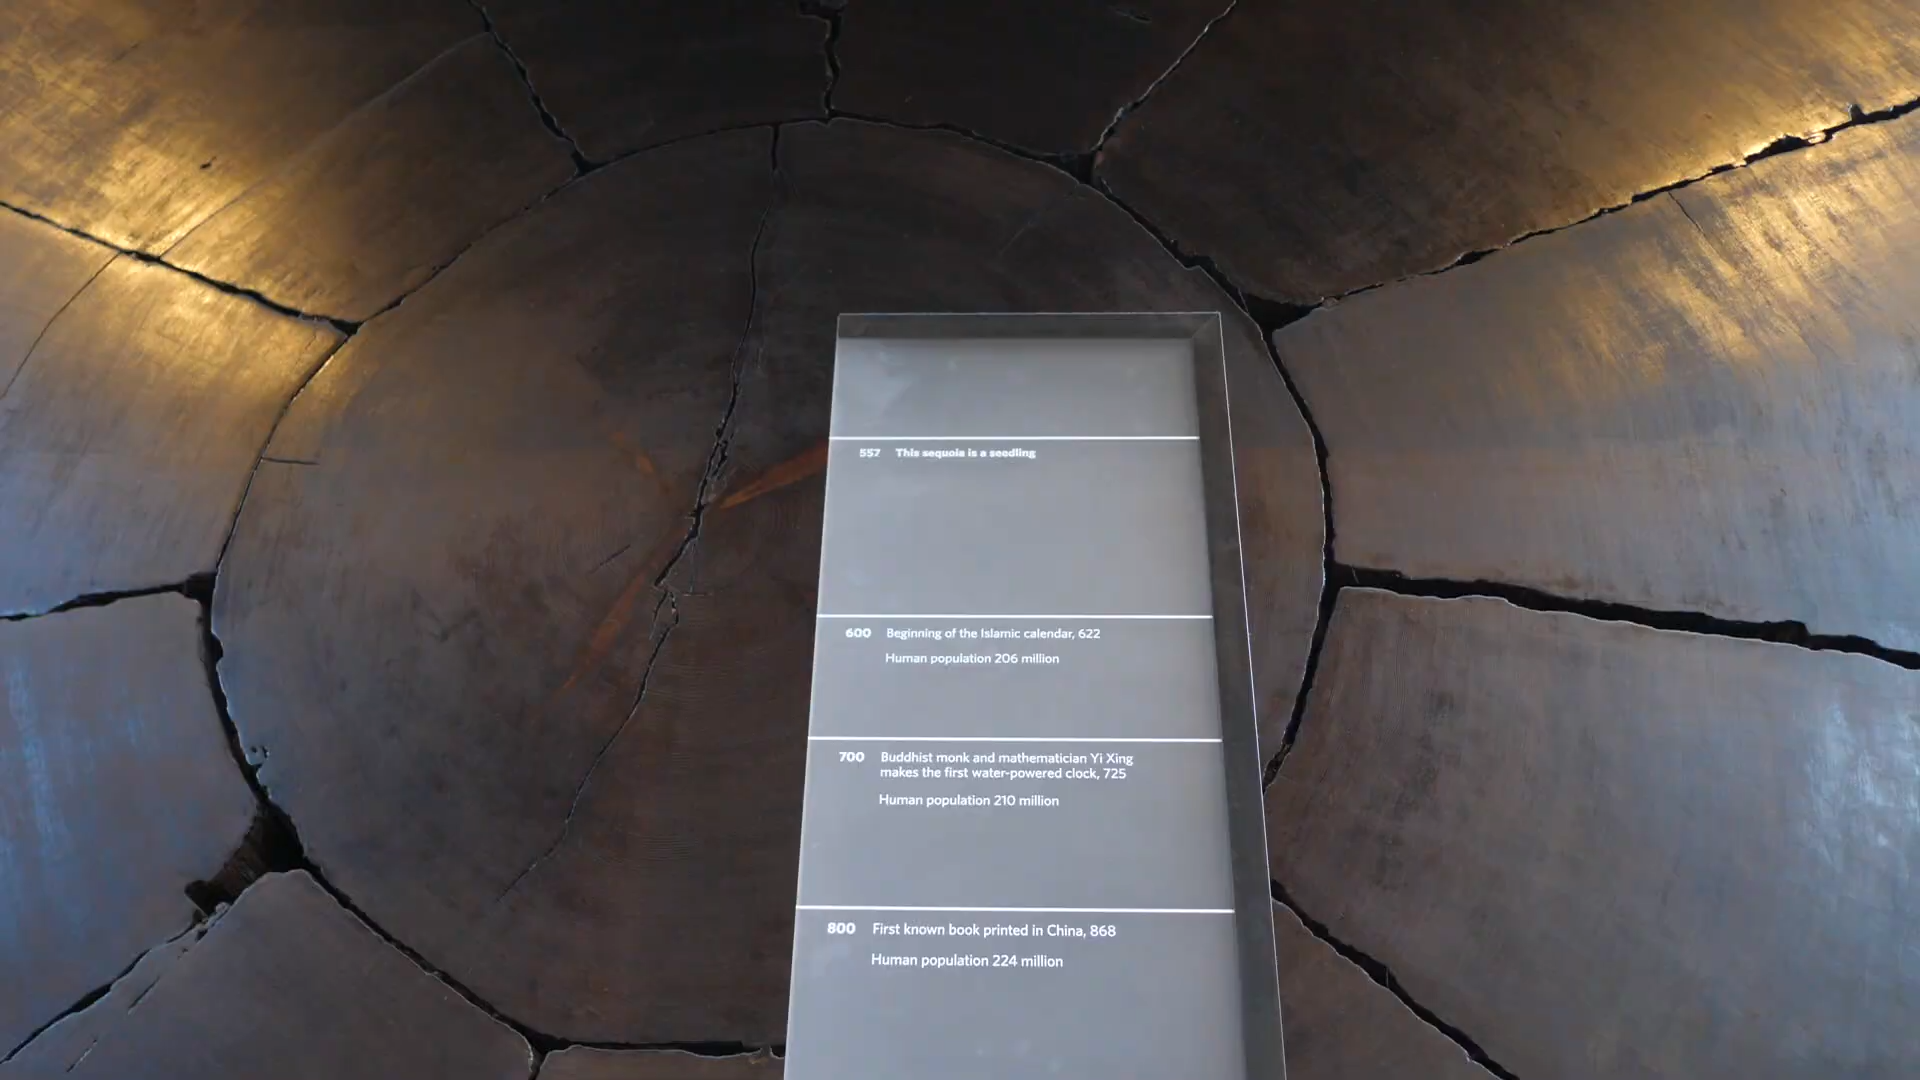 557 This sequoia is a seedling
600 Beginning of the Islamic calendar, 622
Human population 206 million
700 Buddhist monk and mathematician Yi Xing
makes the first water-powered clock, 725
Human population 210 million
800 First known book printed in China, 868
Human population 224 million